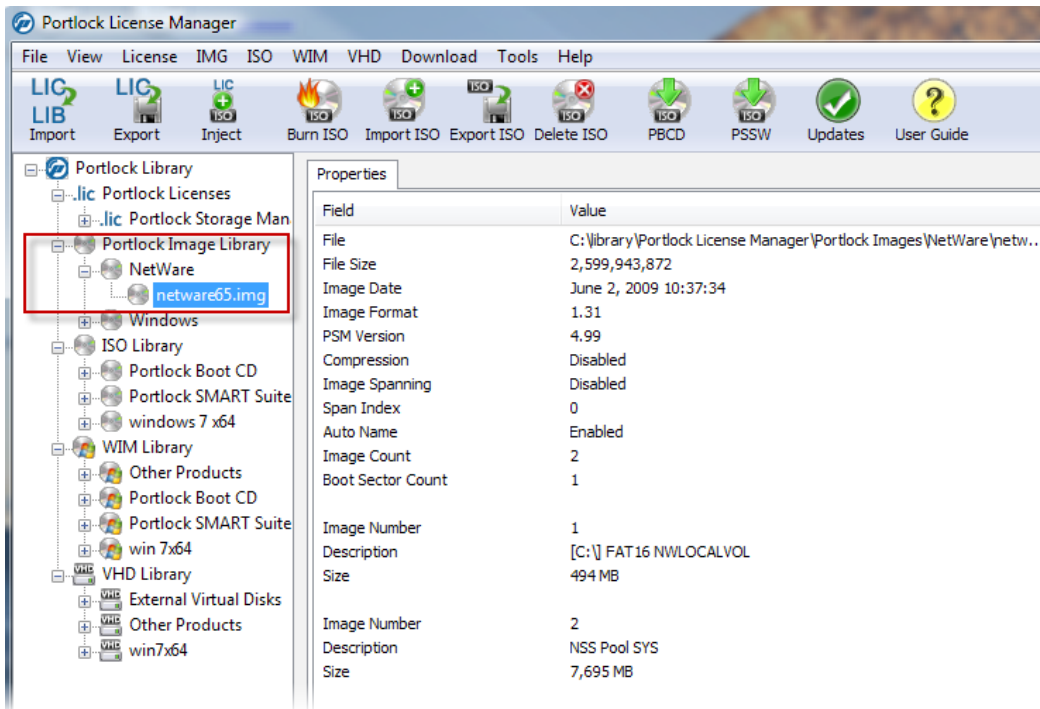 Portlock License Manager
File View License IMG ISO WIM VHD Download Tools Help
LIC LIB LIC LIC ISO ISO ISO ISO ISO ISO ISO
Import Export Inject Burn ISO Import ISO Export ISO Delete ISO PBCD PSSW Updates User Guide
Portlock Library
.lic Portlock Licenses
.lic Portlock Storage Man
Portlock Image Library
NetWare
netware65.img
Windows
ISO Library
Portlock Boot CD
Portlock SMART Suite
windows 7 x64
WIM Library
Other Products
Portlock Boot CD
Portlock SMART Suite
win 7x64
VHD VHD Library
VHD External Virtual Disks
VHD Other Products
VHD win7x64
Properties
Field Value
File C:\library\Portlock License Manager\Portlock Images\NetWare\netw...
File Size 2,599,943,872
Image Date June 2, 2009 10:37:34
Image Format 1.31
PSM Version 4.99
Compression Disabled
Image Spanning Disabled
Span Index 0
Auto Name Enabled
Image Count 2
Boot Sector Count 1
Image Number 1
Description [C:\] FAT16 NWLOCALVOL
Size 494 MB
Image Number 2
Description NSS Pool SYS
Size 7,695 MB